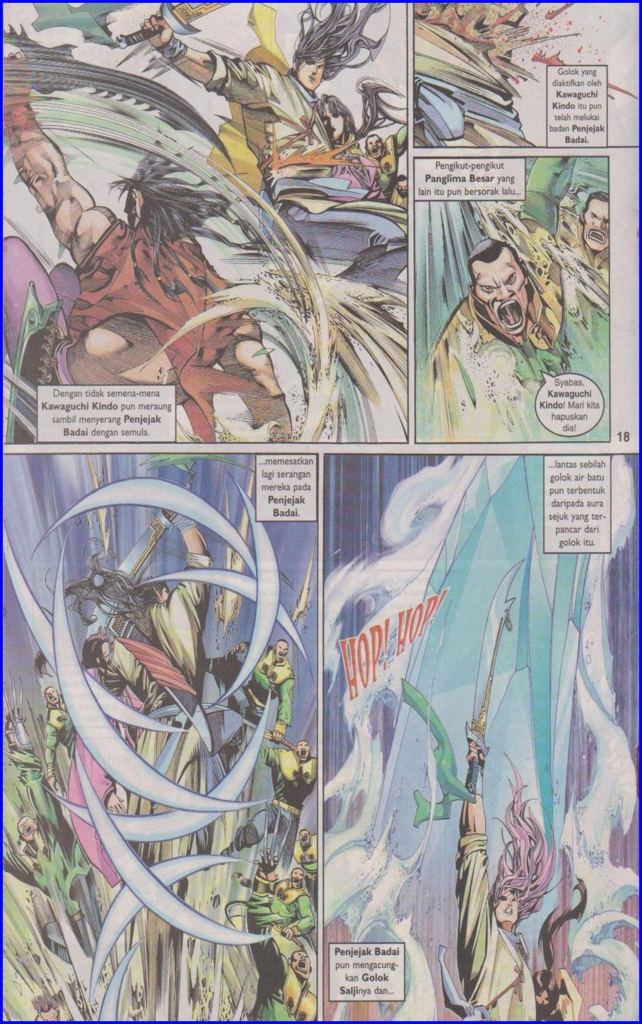 Dengan tidak semena-mena
Kawaguchi Kindo pun meraung
sambil menyerang Penjejak
Badai dengan semula.
Golok yang
diaktifkan oleh
Kawaguchi
Kindo itu pun
telah melukai
badan Penjejak
Badai.
Pengikut-pengikut
Panglima Besar yang
lain itu pun bersorak lalu...
Syabas,
Kawaguchi
Kindo! Mari kita
hapuskan
dia!
18
...memesatkan
lagi serangan
mereka pada
Penjejak
Badai.
Penjejak Badai
pun mengacung-
kan Golok
Saljinya dan...
HOP! HOP!
...lantas sebilah
golok air batu
pun terbentuk
daripada aura
sejuk yang ter-
pancar dari
golok itu.